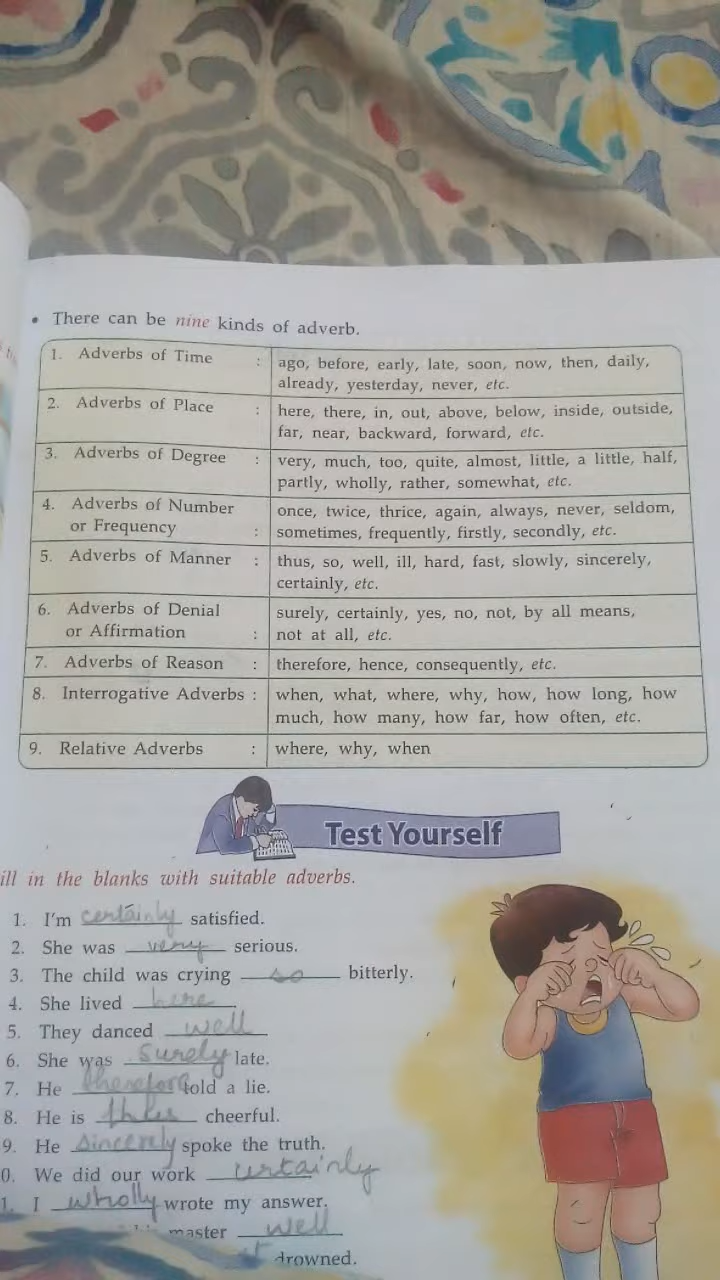 • There can be nine kinds of adverb.
1. Adverbs of Time : ago, before, early, late, soon, now, then, daily,
already, yesterday, never, etc.
2. Adverbs of Place : here, there, in, out, above, below, inside, outside,
far, near, backward, forward, etc.
3. Adverbs of Degree : very, much, too, quite, almost, little, a little, half,
partly, wholly, rather, somewhat, etc.
4. Adverbs of Number once, twice, thrice, again, always, never, seldom,
or Frequency : sometimes, frequently, firstly, secondly, etc.
5. Adverbs of Manner : thus, so, well, ill, hard, fast, slowly, sincerely,
certainly, etc.
6. Adverbs of Denial surely, certainly, yes, no, not, by all means,
or Affirmation : not at all, etc.
7. Adverbs of Reason : therefore, hence, consequently, etc.
8. Interrogative Adverbs : when, what, where, why, how, how long, how
much, how many, how far, how often, etc.
9. Relative Adverbs : where, why, when
Test Yourself
ill in the blanks with suitable adverbs.
1. I'm certainly satisfied.
2. She was very serious.
3. The child was crying so bitterly.
4. She lived here
5. They danced well
6. She was surely late.
7. He therefore told a lie.
8. He is thus cheerful.
9. He sincerely spoke the truth.
0. We did our work certainly
1. I wholly wrote my answer.
master well
drowned.